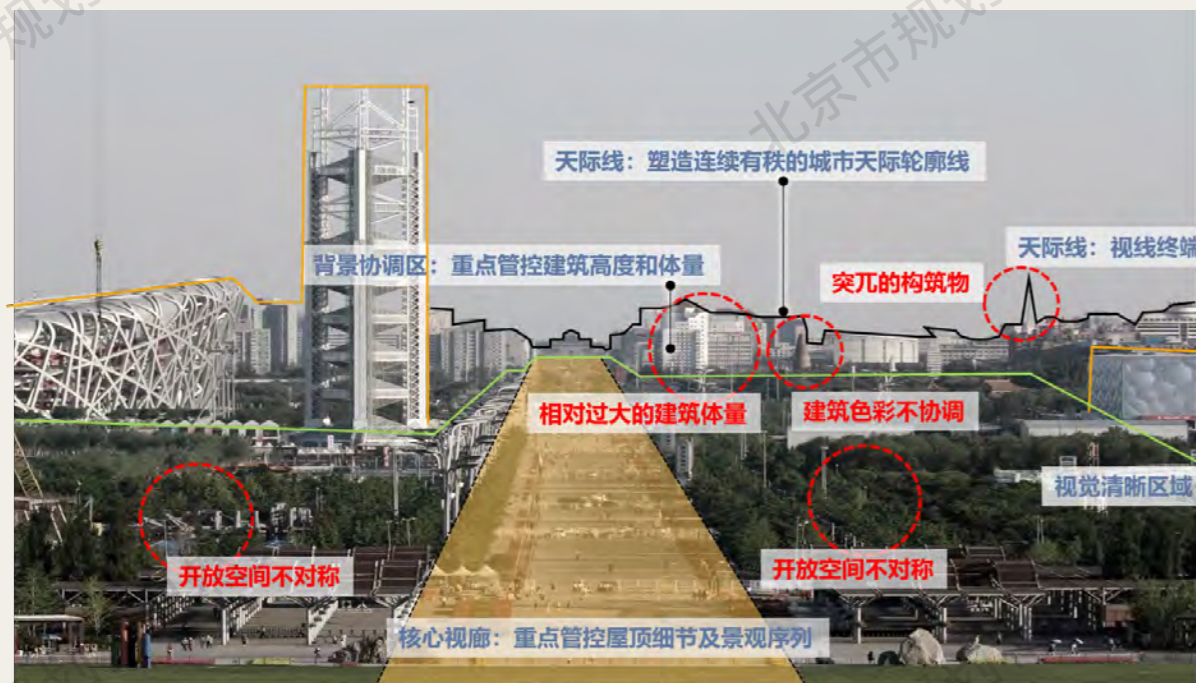 北京市规划
天际线：塑造连续有秩的城市天际轮廓线
天际线：视线终端
背景协调区：重点管控建筑高度和体量
突兀的构筑物
相对过大的建筑体量
建筑色彩不协调
视觉清晰区域
开放空间不对称
开放空间不对称
核心视廊：重点管控屋顶细节及景观序列